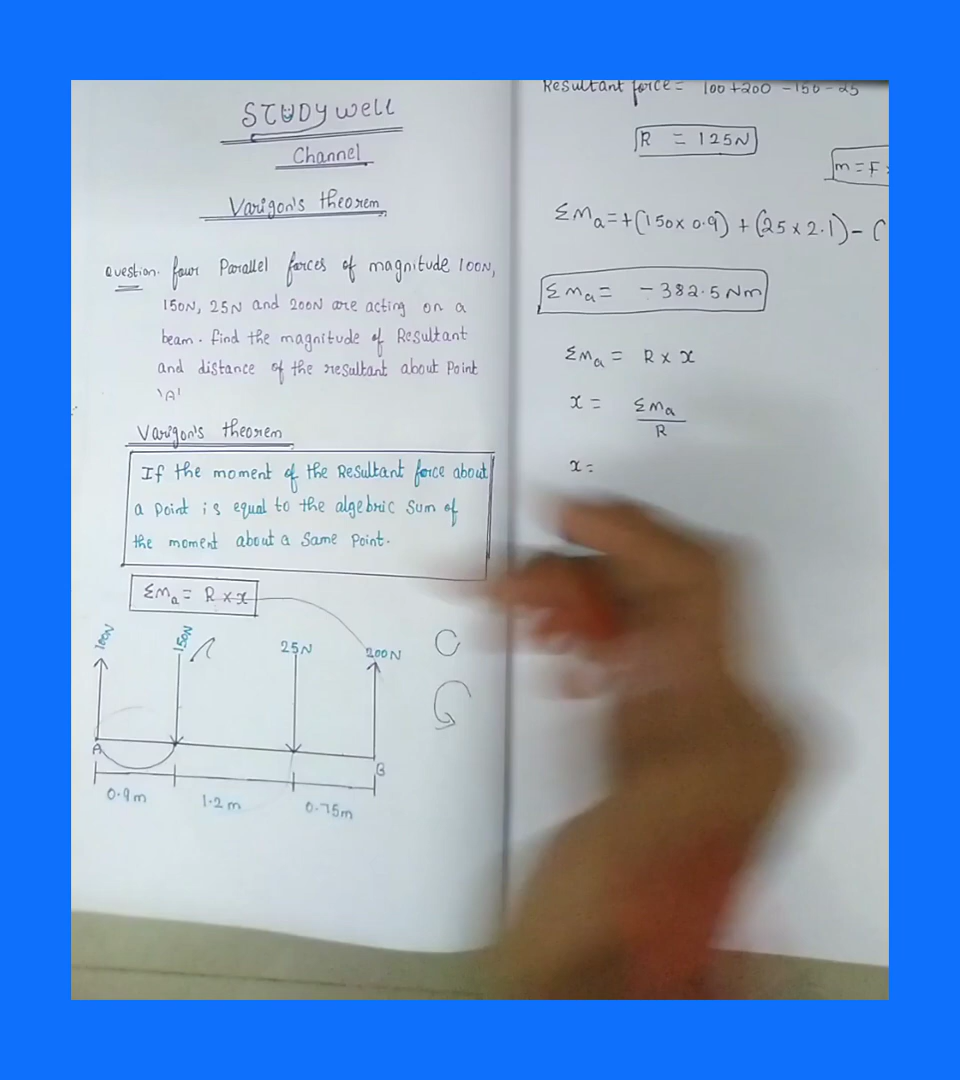 STUDY well
Channel
Varigon's theorem
Question. four Parallel forces of magnitude 100N,
150N, 25N and 200N are acting on a
beam. find the magnitude of Resultant
and distance of the resultant about Point
'A'
Varigon's theorem
If the moment of the Resultant force about
a point is equal to the algebric sum of
the moment about a same point.
Σma = R × x
100N
150N
25N
200N
A
B
0.9m
1.2 m
0.75m
Resultant force = 100 +200 -150 -25
R = 125N
m = F
Σma = +(150 × 0.9) + (25 × 2.1) - (
Σma = -382.5 Nm
Σma = R × x
x = Σma
R
x =